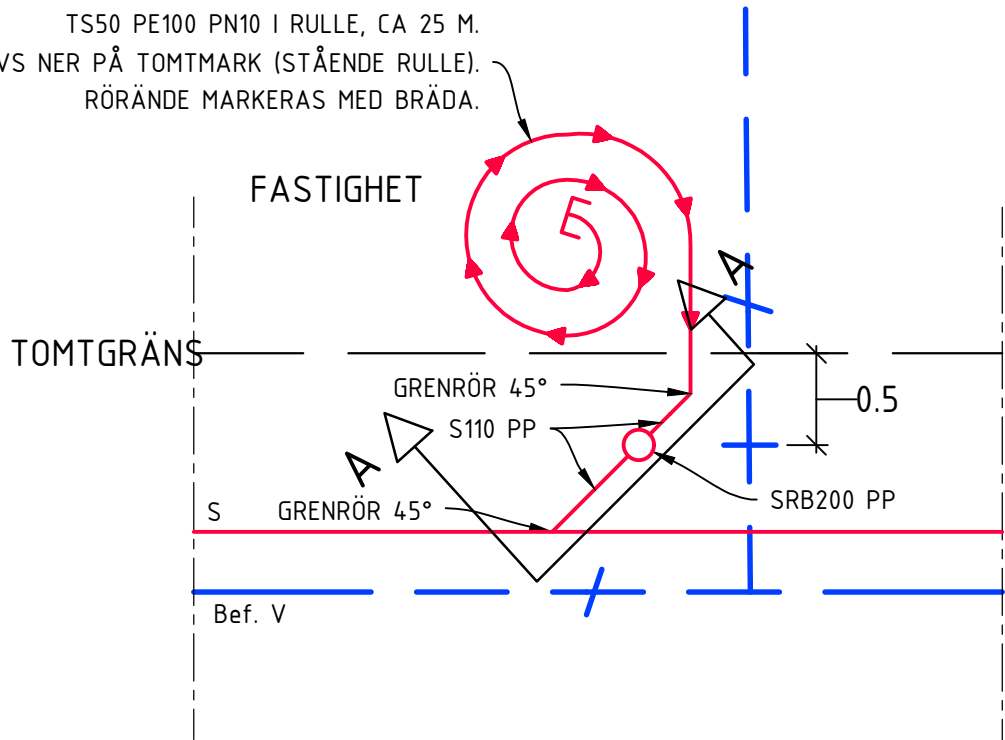 TS50 PE100 PN10 I RULLE, CA 25 M.
NER PÅ TOMTMARK (STÅENDE RULLE).
RÖRÄNDE MARKERAS MED BRÄDA.
FASTIGHET
A
TOMTGRÄNS
GRENRÖR 45°
0.5
S110 PP
A
SRB200 PP
S
GRENRÖR 45°
Bef. V